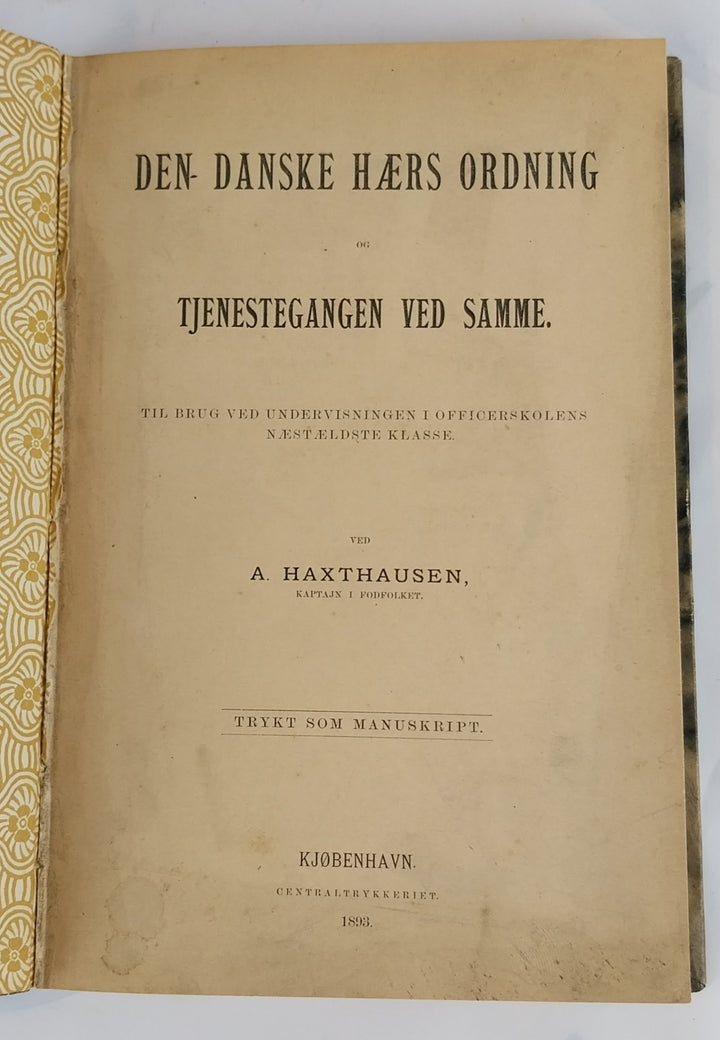 DEN DANSKE HÆRS ORDNING
OG
TJENESTEGANGEN VED SAMME.
TIL BRUG VED UNDERVISNINGEN I OFFICERSKOLENS
NÆSTÆLDSTE KLASSE.
VED
A. HAXTHAUSEN,
KAPTAJN I FODFOLKET.
TRYKT SOM MANUSKRIPT.
KJØBENHAVN.
CENTRALTRYKKERIET.
1893.